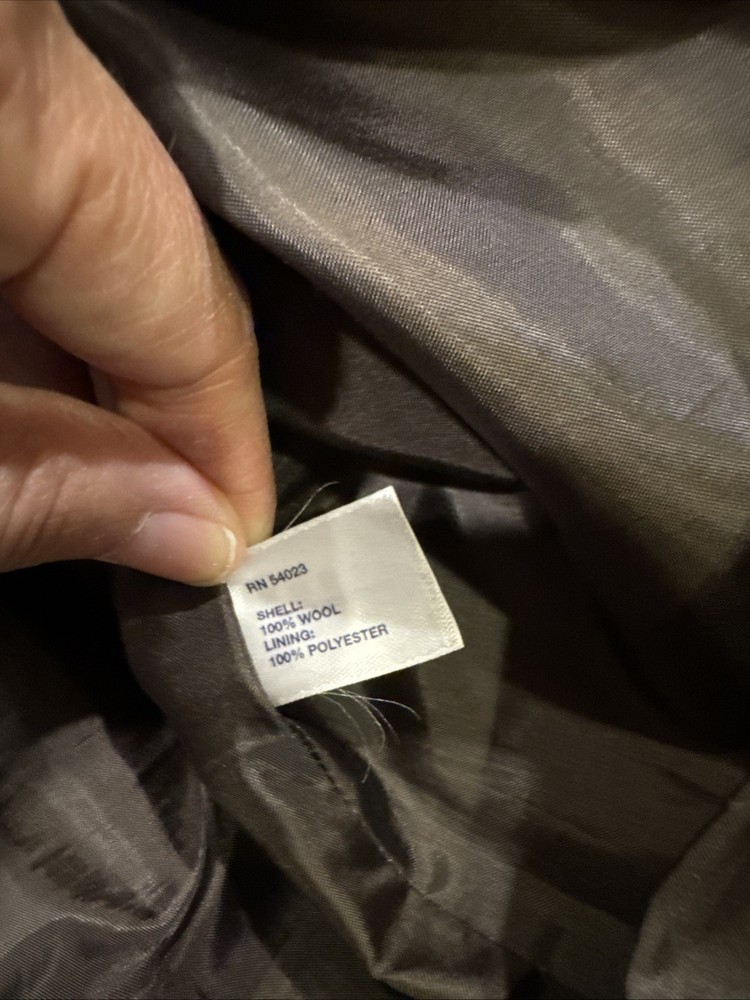 RN 54023
SHELL:
100% WOOL
LINING:
100% POLYESTER